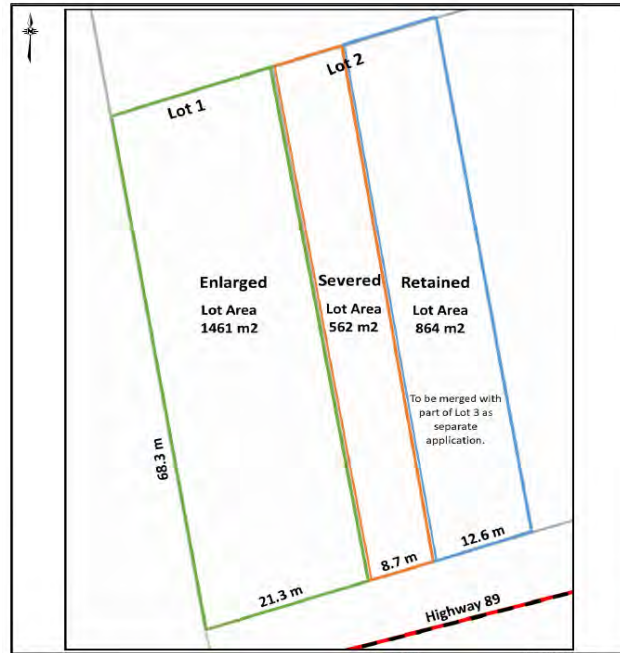 N
Lot 2
Lot 1
Enlarged
Lot Area
1461 m2
Severed
Lot Area
562 m2
Retained
Lot Area
864 m2
To be merged with
part of Lot 3 as
separate
application.
68.3 m
21.3 m
8.7 m
12.6 m
Highway 89